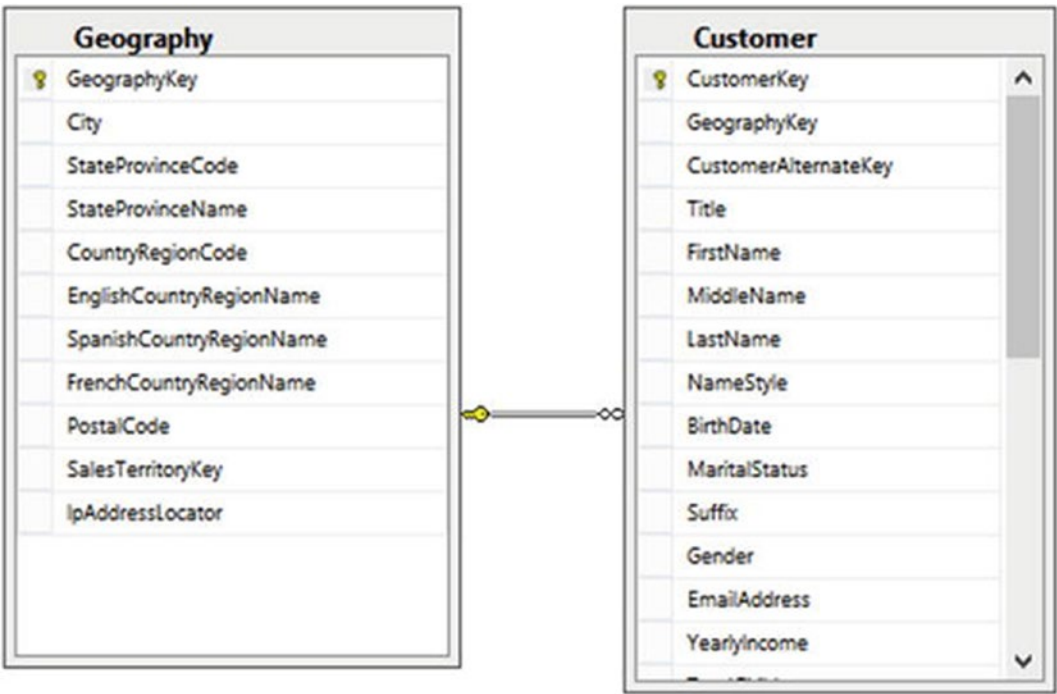 Geography
GeographyKey
City
StateProvinceCode
StateProvinceName
CountryRegionCode
EnglishCountryRegionName
SpanishCountryRegionName
FrenchCountryRegionName
PostalCode
SalesTerritoryKey
IpAddressLocator
Customer
CustomerKey
GeographyKey
CustomerAlternateKey
Title
FirstName
MiddleName
LastName
NameStyle
BirthDate
MaritalStatus
Suffix
Gender
EmailAddress
YearlyIncome